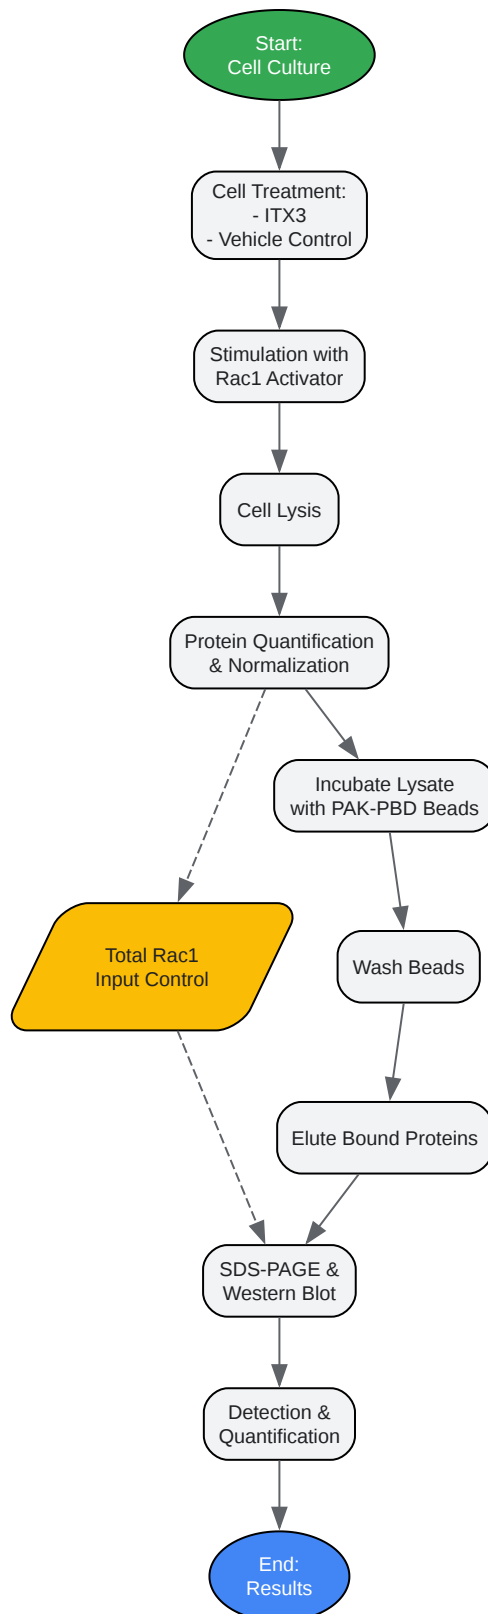 Start:
Cell Culture
Cell Treatment:
- ITX3
- Vehicle Control
Stimulation with
Rac1 Activator
Cell Lysis
Protein Quantification
& Normalization
Incubate Lysate
with PAK-PBD Beads
Total Rac1
Input Control
Wash Beads
Elute Bound Proteins
SDS-PAGE &
Western Blot
Detection &
Quantification
End:
Results